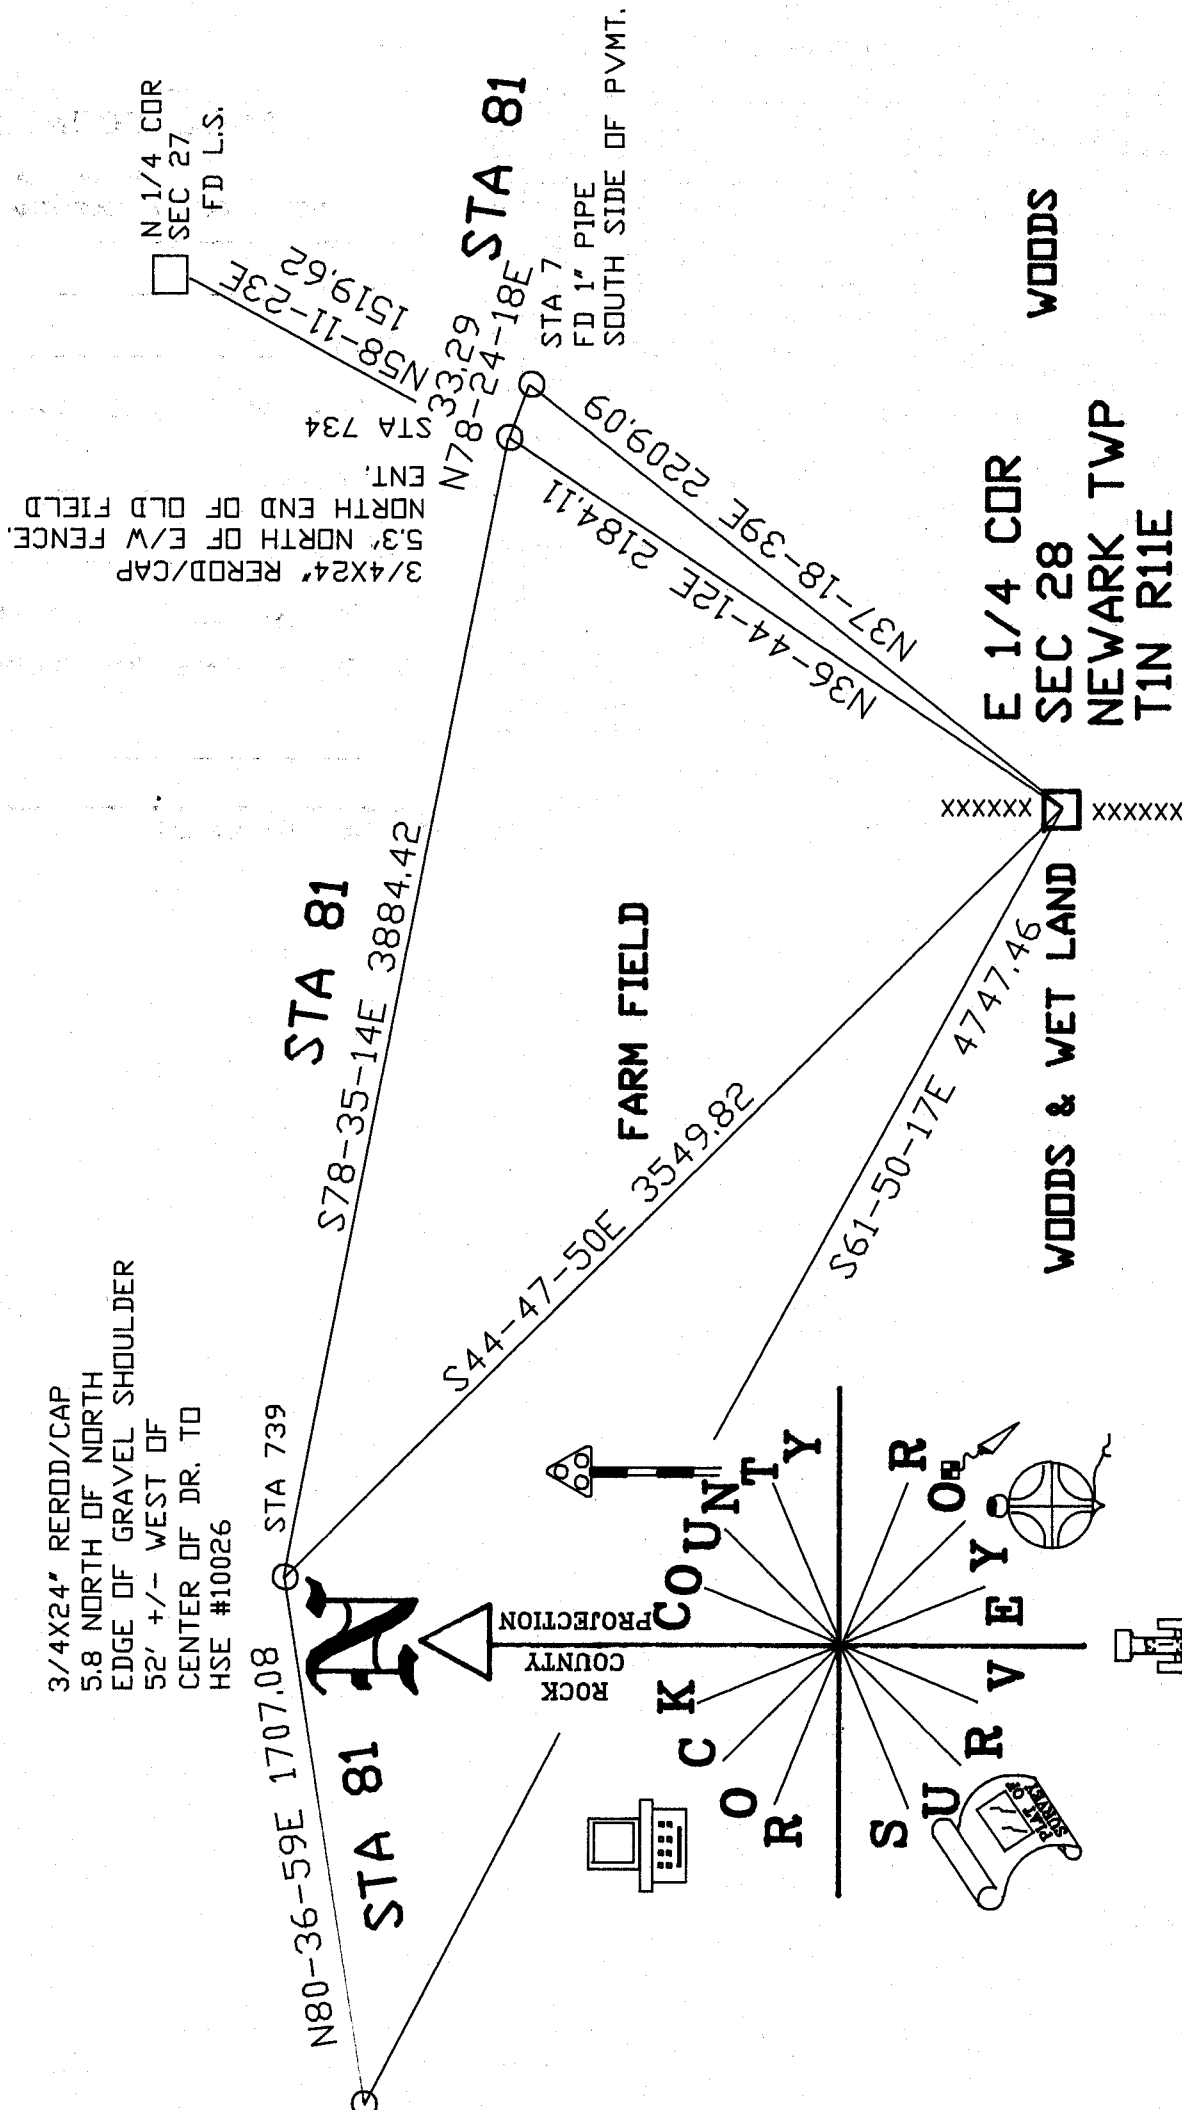 3/4X24" REROD/CAP
5.8 NORTH OF NORTH
EDGE OF GRAVEL SHOULDER
52' +/- WEST OF
CENTER OF DR. TO
HSE #10026
STA 739
N80-36-59E 1707.08
STA 81
S78-35-14E 3884.42
STA 81
3/4X24" REROD/CAP
5.3' NORTH OF E/W FENCE.
NORTH END OF OLD FIELD
ENT.
STA 734
N 1/4 COR
SEC 27
FD L.S.
N58-11-23E
1519.62
33.29
N78-24-18E
STA 81
STA 7
FD 1" PIPE
SOUTH SIDE OF PVMT.
N36-44-12E 2184.11
N37-18-39E 2209.09
S44-47-50E 3549.82
FARM FIELD
S61-50-17E 4747.46
WOODS & WET LAND
XXXXXX
XXXXXX
WOODS
E 1/4 COR
SEC 28
NEWARK TWP
T1N R11E
N
ROCK
COUNTY
PROJECTION
ROCK COUNTY
SURVEYOR
PLAT OF
SURVEY